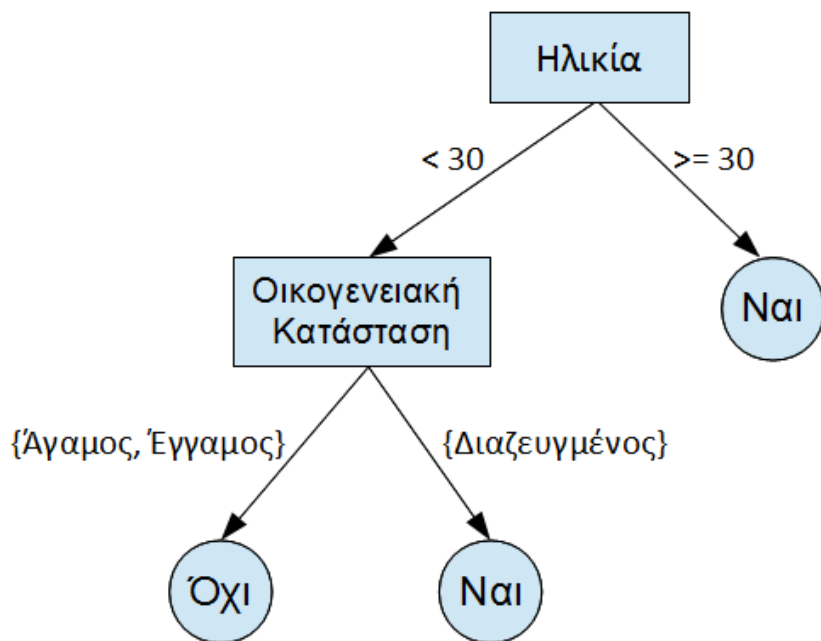 Ηλικία
< 30
>= 30
Οικογενειακή
Κατάσταση
Ναι
{Άγαμος, Έγγαμος}
{Διαζευγμένος}
Όχι
Ναι